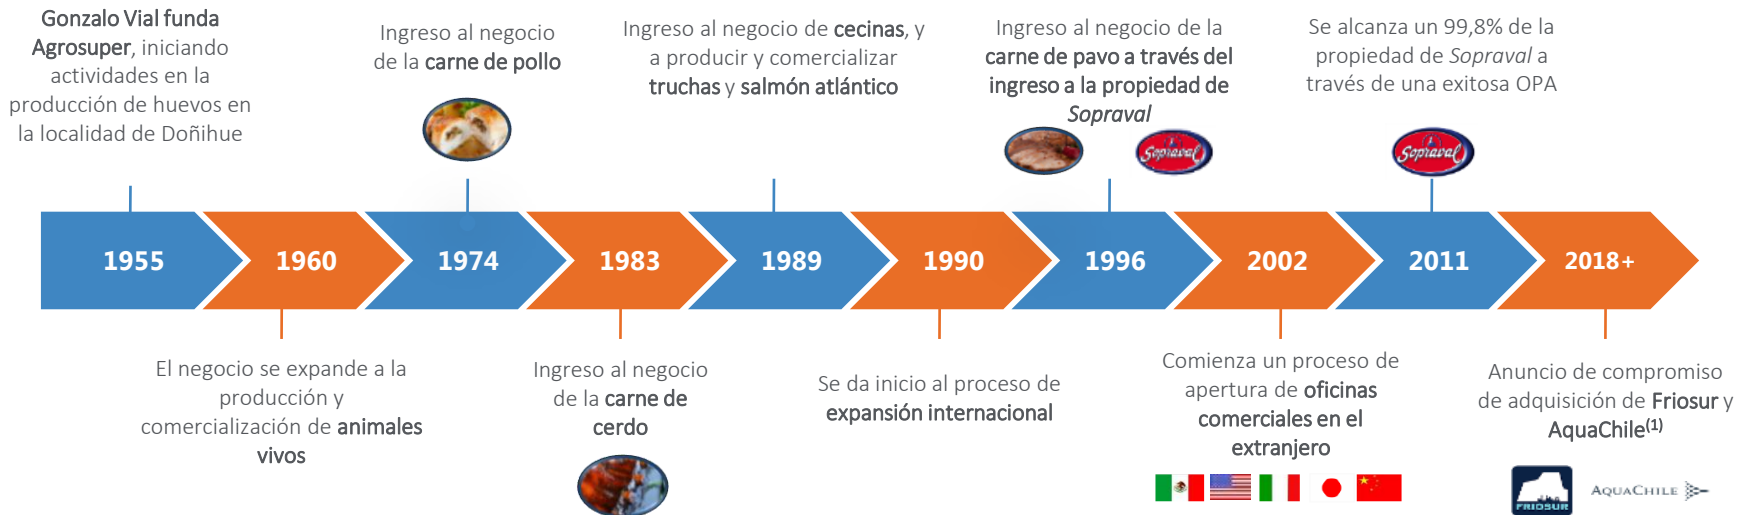 Gonzalo Vial funda
Agrosuper, iniciando
actividades en la
producción de huevos en
la localidad de Doñihue
Ingreso al negocio
de la carne de pollo
Ingreso al negocio de cecinas, y
a producir y comercializar
truchas y salmón atlántico
Ingreso al negocio de la
carne de pavo a través del
ingreso a la propiedad de
Sopraval
Sopraval
Se alcanza un 99,8% de la
propiedad de Sopraval a
través de una exitosa OPA
Sopraval
1955
1960
1974
1983
1989
1990
1996
2002
2011
2018+
El negocio se expande a la
producción y
comercialización de animales
vivos
Ingreso al negocio
de la carne de
cerdo
Se da inicio al proceso de
expansión internacional
Comienza un proceso de
apertura de oficinas
comerciales en el
extranjero
Anuncio de compromiso
de adquisición de Friosur y
AquaChile(1)
FRIOSUR
AQUACHILE